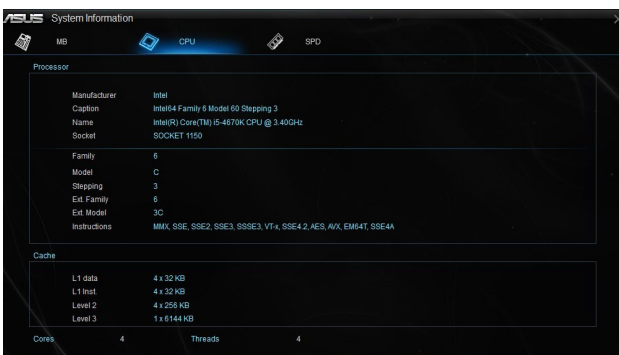 ASUS System Information
MB CPU SPD
Processor
Manufacturer Intel
Caption Intel64 Family 6 Model 60 Stepping 3
Name Intel(R) Core(TM) i5-4670K CPU @ 3.40GHz
Socket SOCKET 1150
Family 6
Model C
Stepping 3
Ext. Family 6
Ext. Model 3C
Instructions MMX, SSE, SSE2, SSE3, SSSE3, VT-x, SSE4.2, AES, AVX, EM64T, SSE4A
Cache
L1 data 4 x 32 KB
L1 Inst. 4 x 32 KB
Level 2 4 x 256 KB
Level 3 1 x 6144 KB
Cores 4 Threads 4